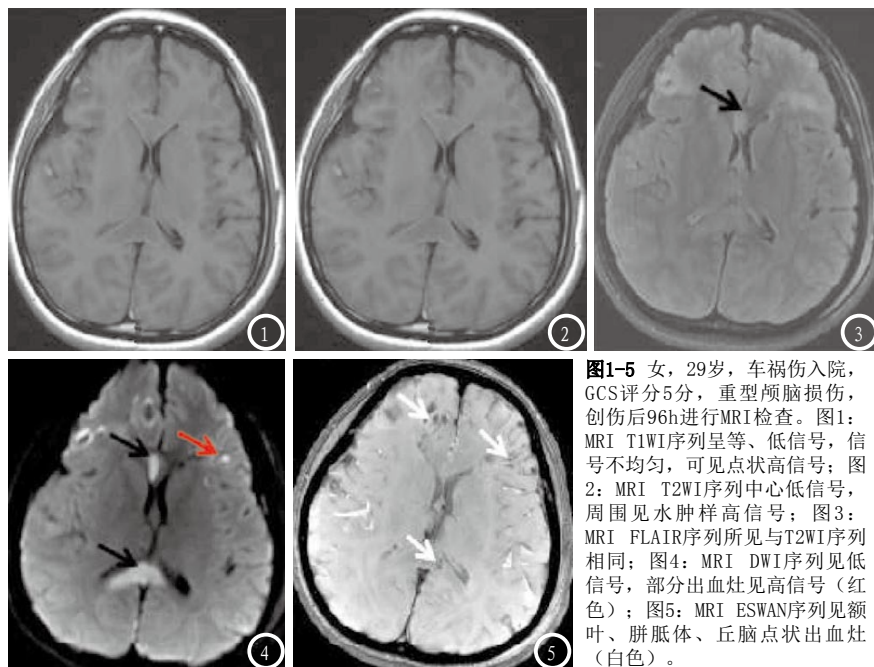 1
2
3
4
5
图1-5 女，29岁，车祸伤入院，
GCS评分5分，重型颅脑损伤，
创伤后96h进行MRI检查。图1：
MRI T1WI序列呈等、低信号，信
号不均匀，可见点状高信号；图
2：MRI T2WI序列中心低信号，
周围见水肿样高信号；图3：
MRI FLAIR序列所见与T2WI序列
相同；图4：MRI DWI序列见低
信号，部分出血灶见高信号（红
色）；图5：MRI ESWAN序列见额
叶、胼胝体、丘脑点状出血灶
（白色）。